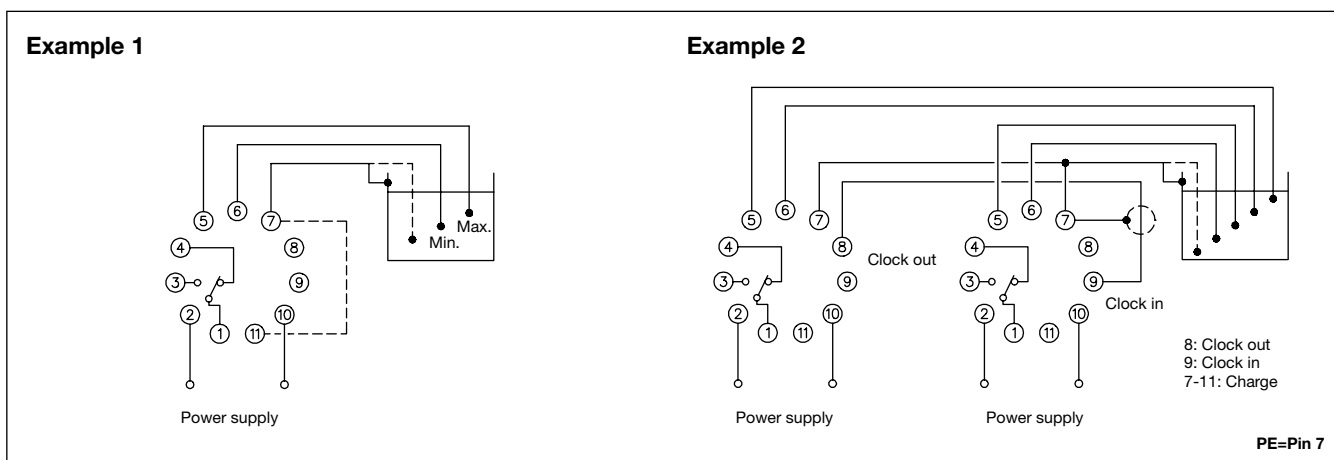 Example 1
5
6
7
4
8
3
9
2
10
1
11
Max.
Min.
Power supply
Example 2
5
6
7
4
8
3
9
2
10
1
11
Clock out
5
6
7
4
8
3
9
2
10
1
11
Clock in
Power supply
Power supply
8: Clock out
9: Clock in
7-11: Charge
PE=Pin 7